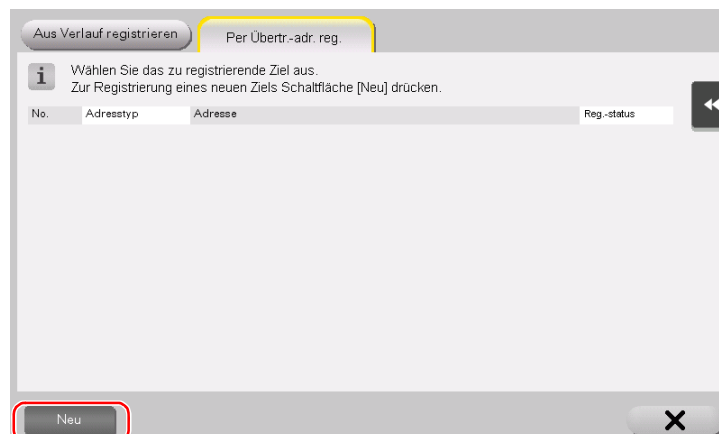 Aus Verlauf registrieren
Per Übertr.-adr. reg.
i
Wählen Sie das zu registrierende Ziel aus.
Zur Registrierung eines neuen Ziels Schaltfläche [Neu] drücken.
No. Adresstyp Adresse Reg.-status
Neu